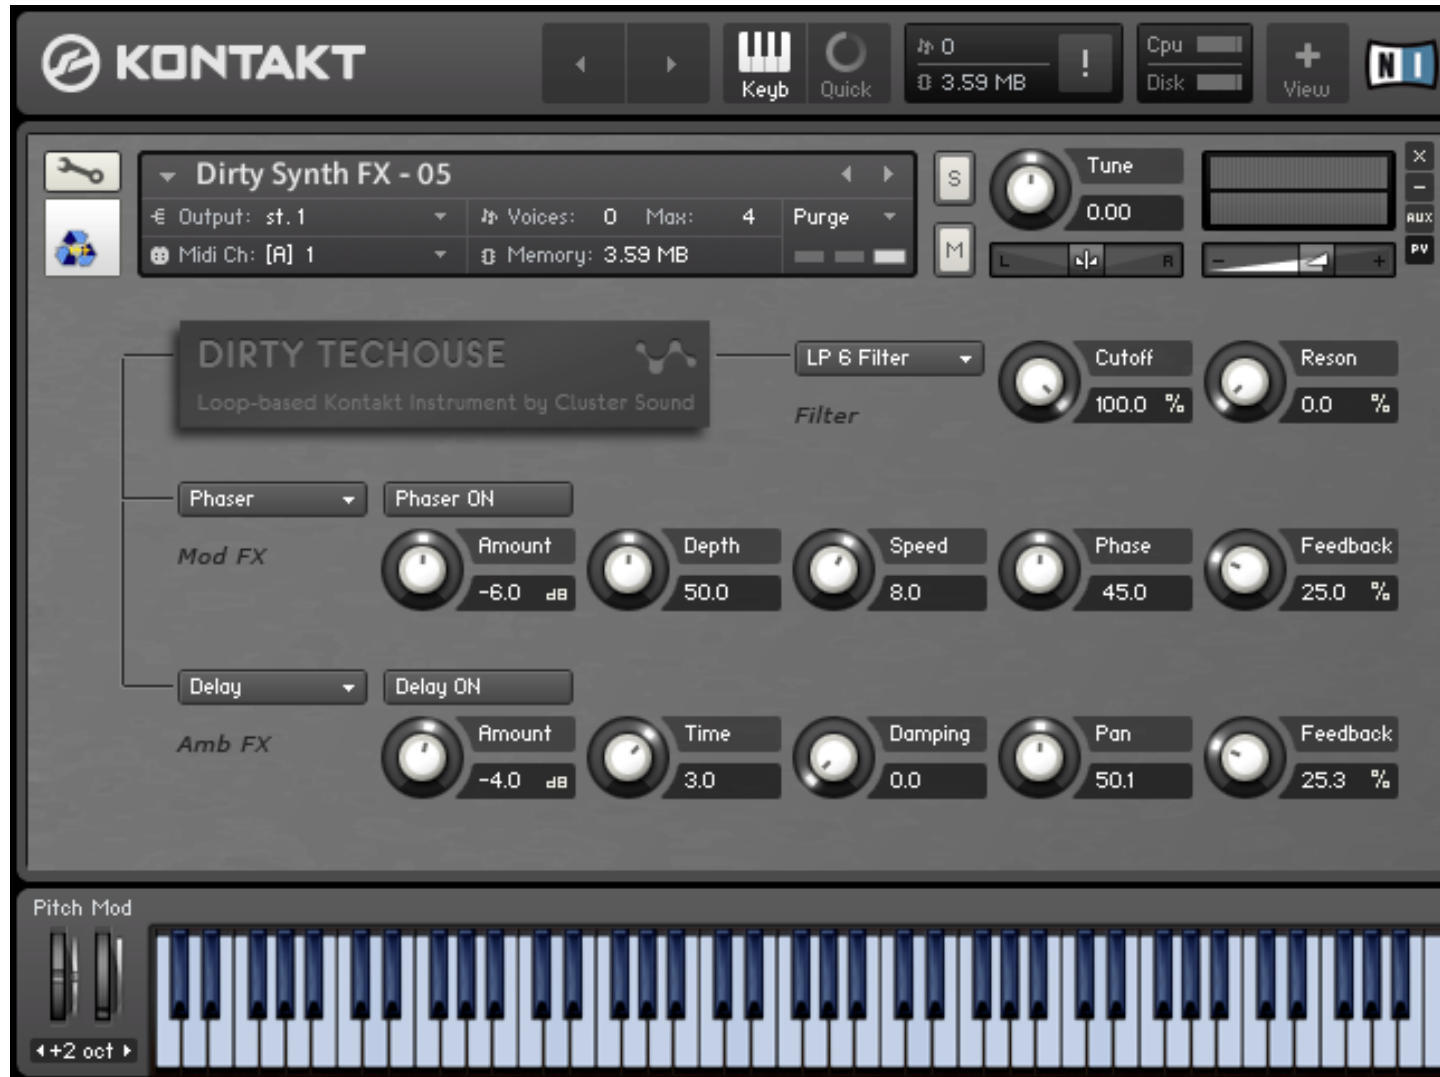 KONTAKT
Keyb
Quick
0
3.59 MB
!
Cpu
Disk
+
View
N I
Dirty Synth FX - 05
Output: st. 1
Voices: 0 Max: 4
Purge
Midi Ch: [A] 1
Memory: 3.59 MB
S
M
Tune
0.00
L R
- +
×
–
AUX
PV
DIRTY TECHOUSE
Loop-based Kontakt Instrument by Cluster Sound
LP 6 Filter
Filter
Cutoff
100.0 %
Reson
0.0 %
Phaser
Phaser ON
Mod FX
Amount
-6.0 dB
Depth
50.0
Speed
8.0
Phase
45.0
Feedback
25.0 %
Delay
Delay ON
Amb FX
Amount
-4.0 dB
Time
3.0
Damping
0.0
Pan
50.1
Feedback
25.3 %
Pitch Mod
+2 oct